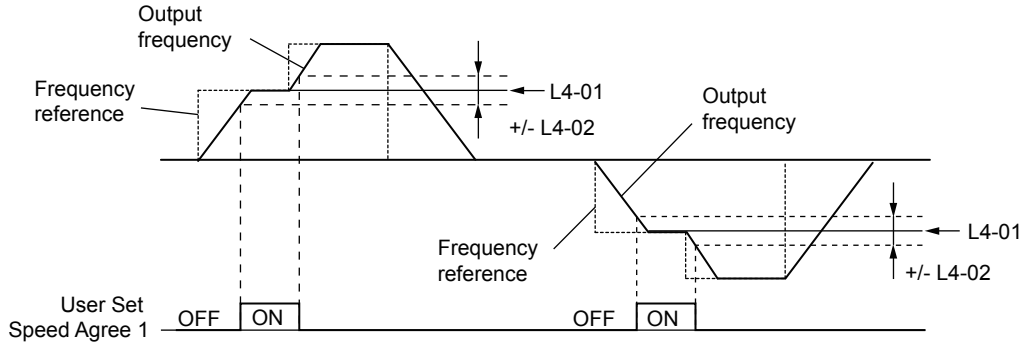 Output
frequency
Frequency
reference
L4-01
+/- L4-02
Output
frequency
Frequency
reference
L4-01
+/- L4-02
User Set
Speed Agree 1
OFF
ON
OFF
ON